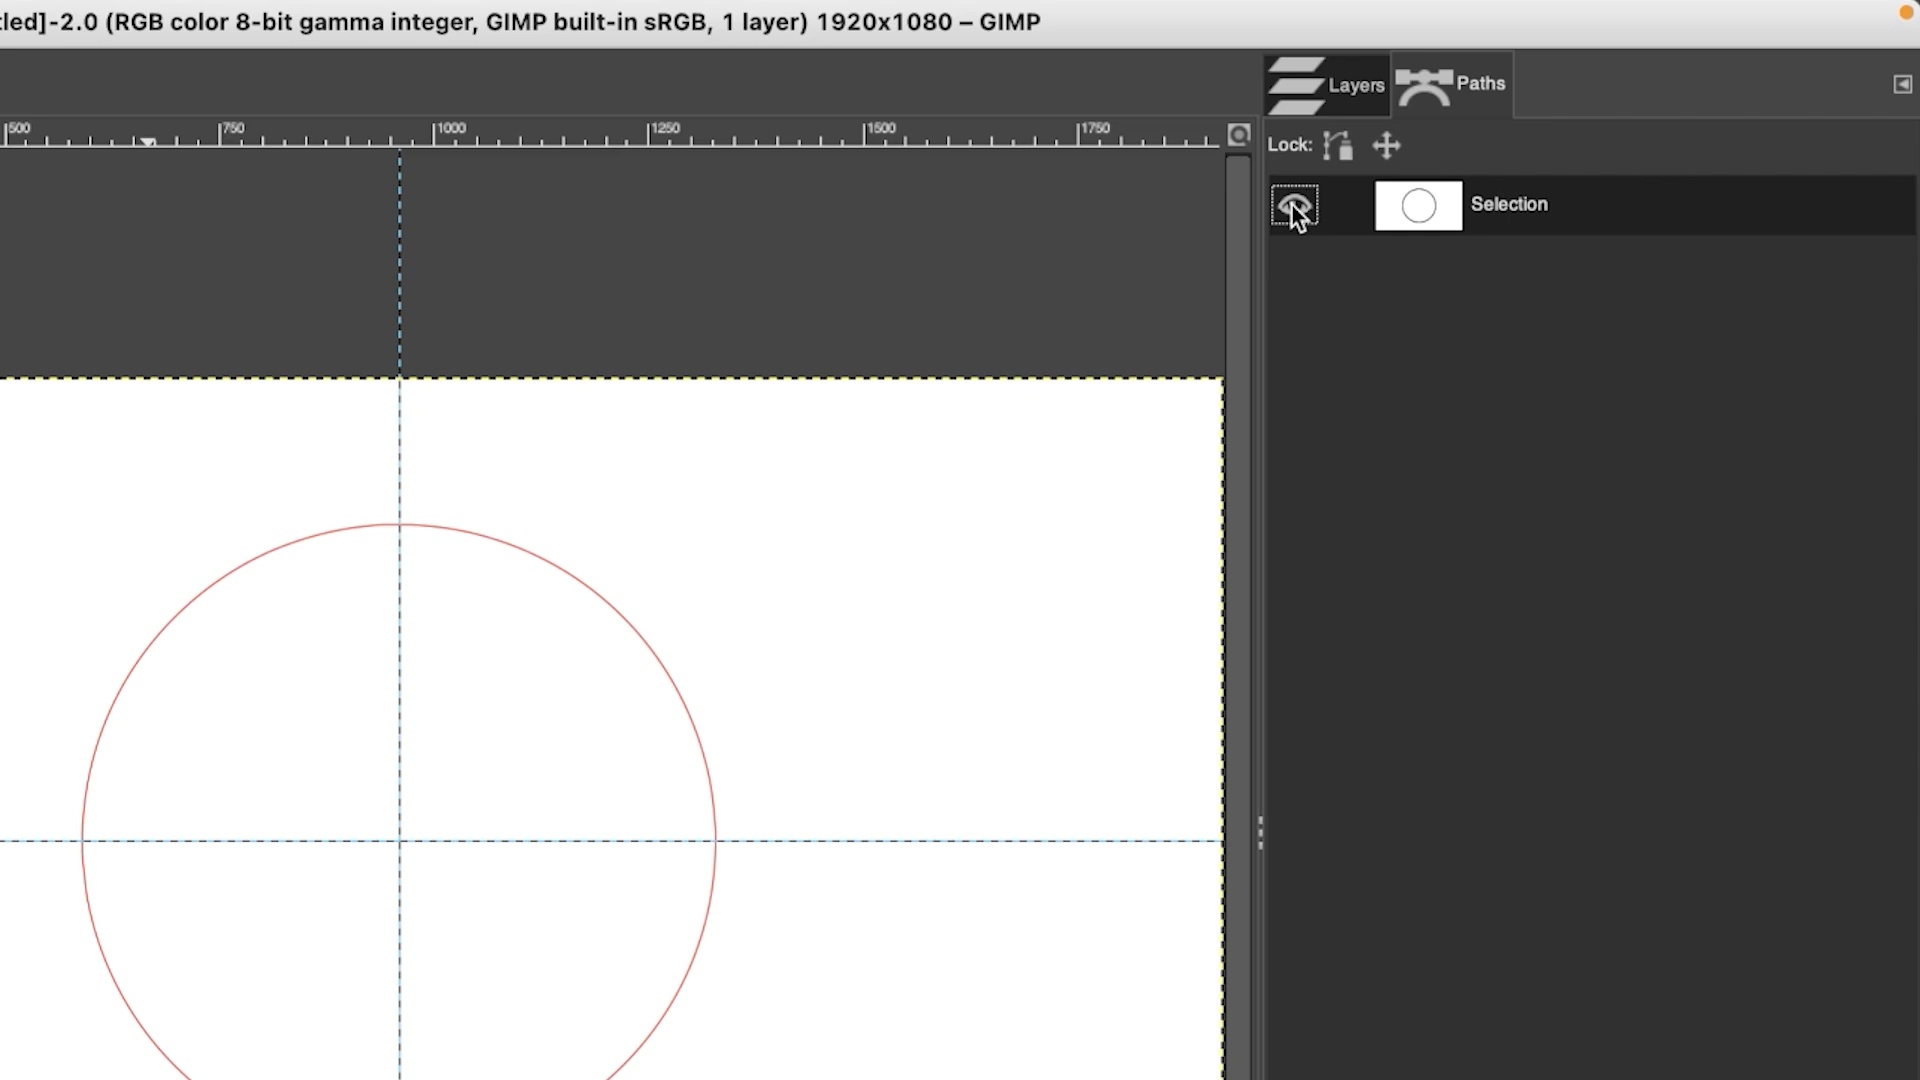 tled]-2.0 (RGB color 8-bit gamma integer, GIMP built-in sRGB, 1 layer) 1920x1080 – GIMP
Layers Paths
500 750 1000 1250 1500 1750
Lock:
Selection